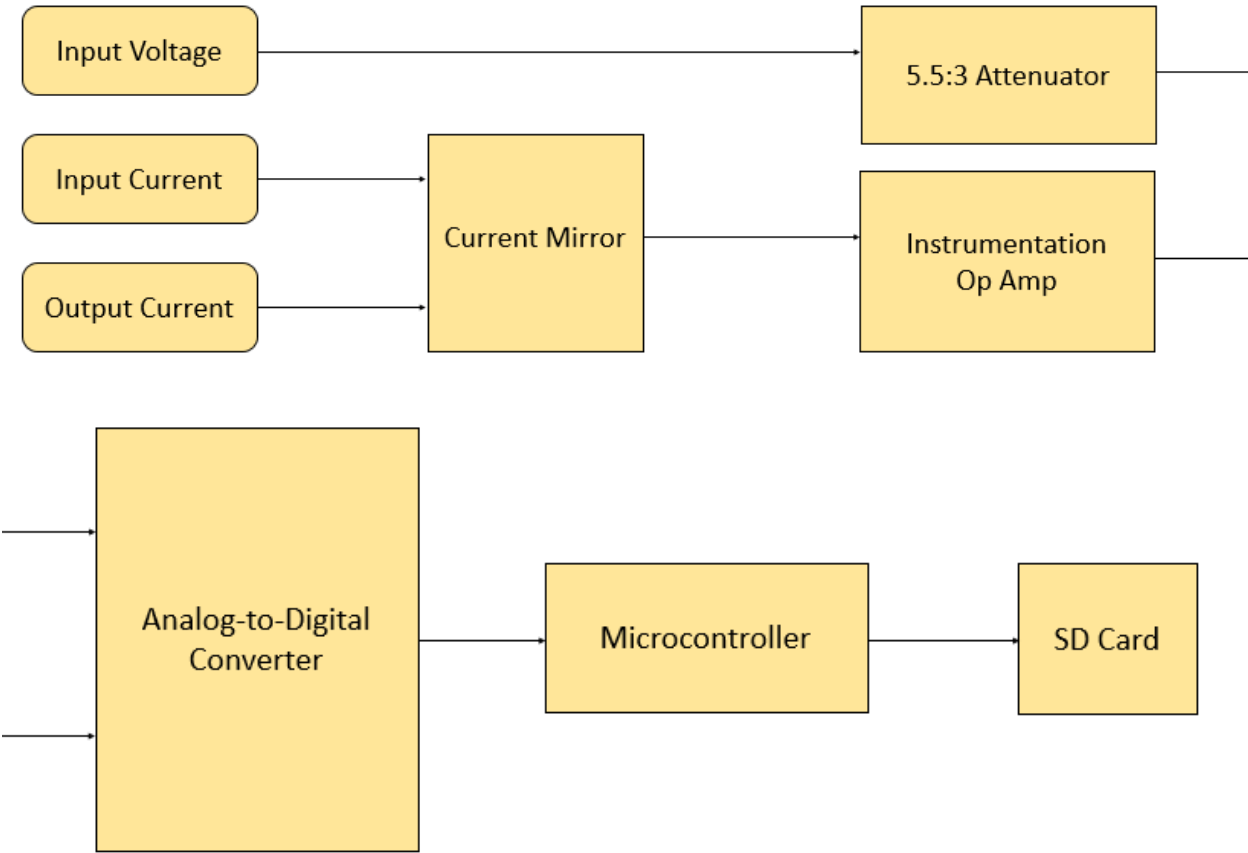 Input Voltage
5.5:3 Attenuator
Input Current
Current Mirror
Instrumentation
Op Amp
Output Current
Analog-to-Digital
Converter
Microcontroller
SD Card